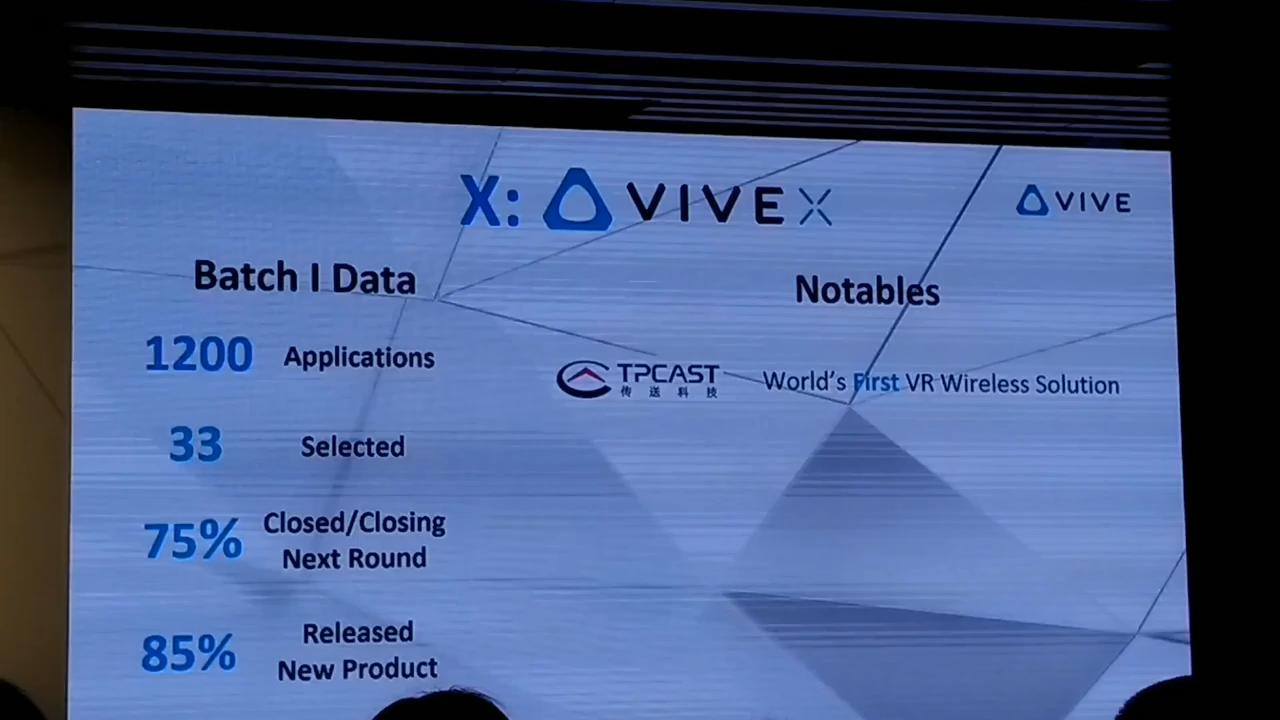 X: VIVE X
VIVE
Batch I Data
1200 Applications
33 Selected
75% Closed/Closing
Next Round
85% Released
New Product
Notables
TPCAST
传送科技
World's First VR Wireless Solution